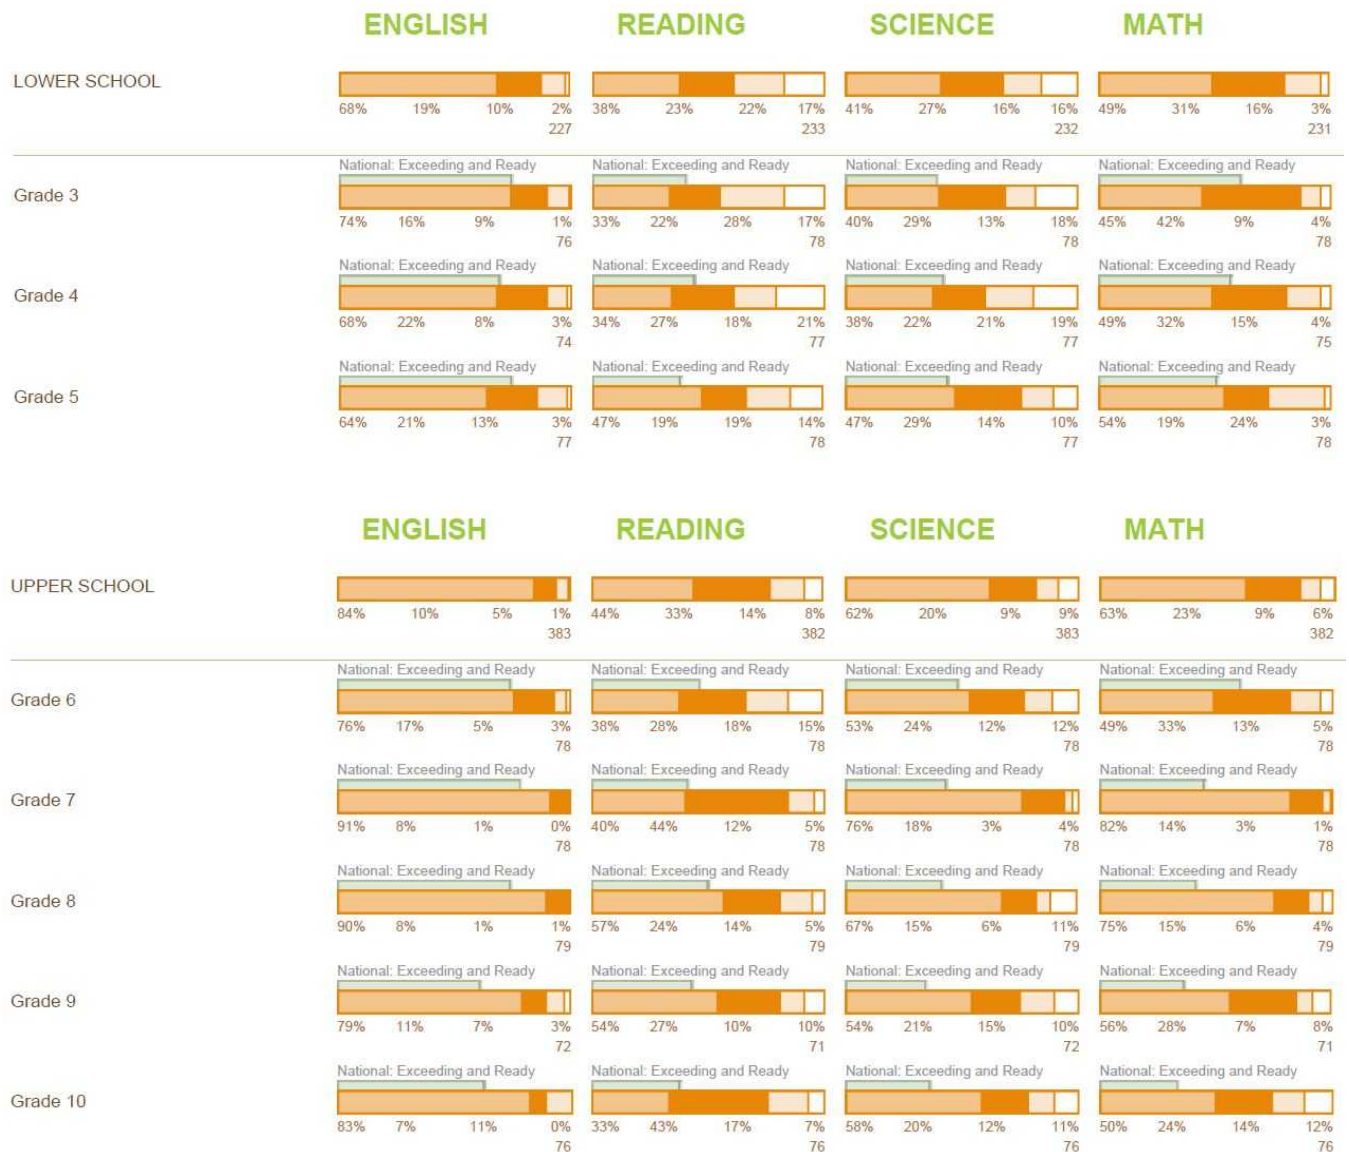 ENGLISH READING SCIENCE MATH
LOWER SCHOOL
68% 19% 10% 2% 38% 23% 22% 17% 41% 27% 16% 16% 49% 31% 16% 3%
227 233 232 231
National: Exceeding and Ready National: Exceeding and Ready National: Exceeding and Ready National: Exceeding and Ready
Grade 3
74% 16% 9% 1% 33% 22% 28% 17% 40% 29% 13% 18% 45% 42% 9% 4%
76 78 78 78
National: Exceeding and Ready National: Exceeding and Ready National: Exceeding and Ready National: Exceeding and Ready
Grade 4
68% 22% 8% 3% 34% 27% 18% 21% 38% 22% 21% 19% 49% 32% 15% 4%
74 77 77 75
National: Exceeding and Ready National: Exceeding and Ready National: Exceeding and Ready National: Exceeding and Ready
Grade 5
64% 21% 13% 3% 47% 19% 19% 14% 47% 29% 14% 10% 54% 19% 24% 3%
77 78 77 78
ENGLISH READING SCIENCE MATH
UPPER SCHOOL
84% 10% 5% 1% 44% 33% 14% 8% 62% 20% 9% 9% 63% 23% 9% 6%
383 382 383 382
National: Exceeding and Ready National: Exceeding and Ready National: Exceeding and Ready National: Exceeding and Ready
Grade 6
76% 17% 5% 3% 38% 28% 18% 15% 53% 24% 12% 12% 49% 33% 13% 5%
78 78 78 78
National: Exceeding and Ready National: Exceeding and Ready National: Exceeding and Ready National: Exceeding and Ready
Grade 7
91% 8% 1% 0% 40% 44% 12% 5% 76% 18% 3% 4% 82% 14% 3% 1%
78 78 78 78
National: Exceeding and Ready National: Exceeding and Ready National: Exceeding and Ready National: Exceeding and Ready
Grade 8
90% 8% 1% 1% 57% 24% 14% 5% 67% 15% 6% 11% 75% 15% 6% 4%
79 79 79 79
National: Exceeding and Ready National: Exceeding and Ready National: Exceeding and Ready National: Exceeding and Ready
Grade 9
79% 11% 7% 3% 54% 27% 10% 10% 54% 21% 15% 10% 56% 28% 7% 8%
72 71 72 71
National: Exceeding and Ready National: Exceeding and Ready National: Exceeding and Ready National: Exceeding and Ready
Grade 10
83% 7% 11% 0% 33% 43% 17% 7% 58% 20% 12% 11% 50% 24% 14% 12%
76 76 76 76